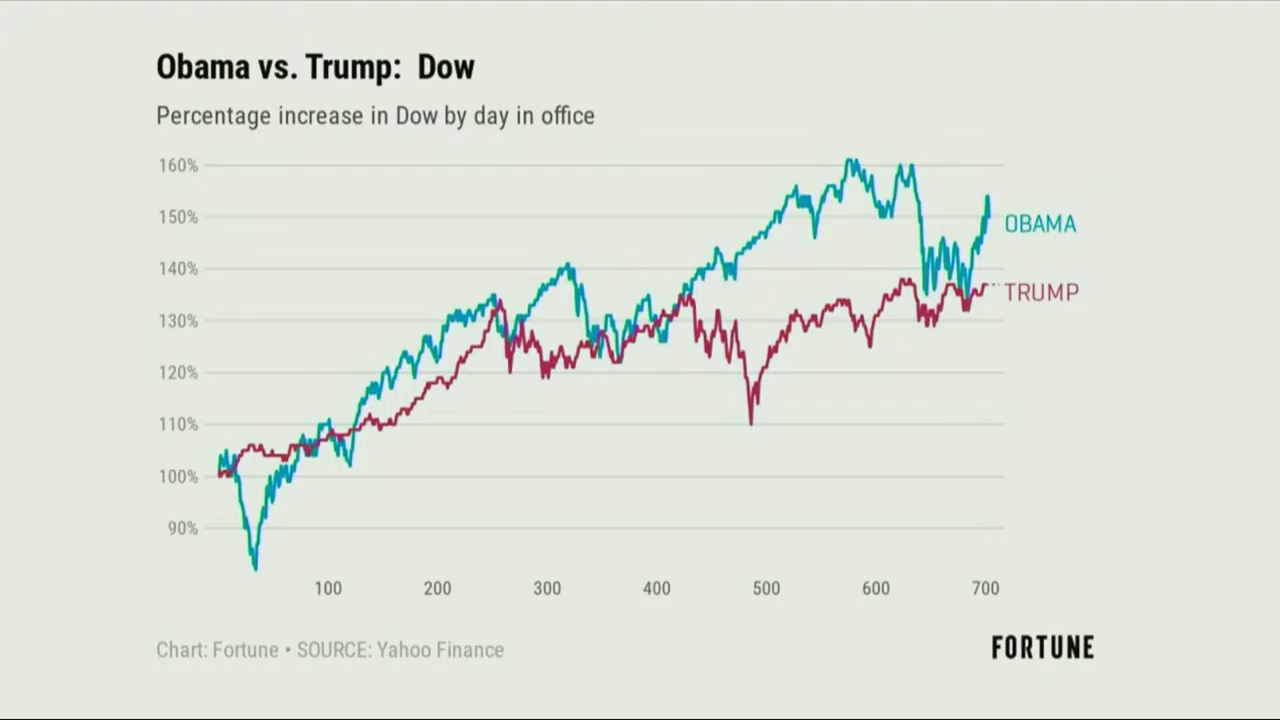 Obama vs. Trump: Dow
Percentage increase in Dow by day in office
160%
150%
140%
130%
120%
110%
100%
90%
OBAMA
TRUMP
100 200 300 400 500 600 700
Chart: Fortune • SOURCE: Yahoo Finance
FORTUNE